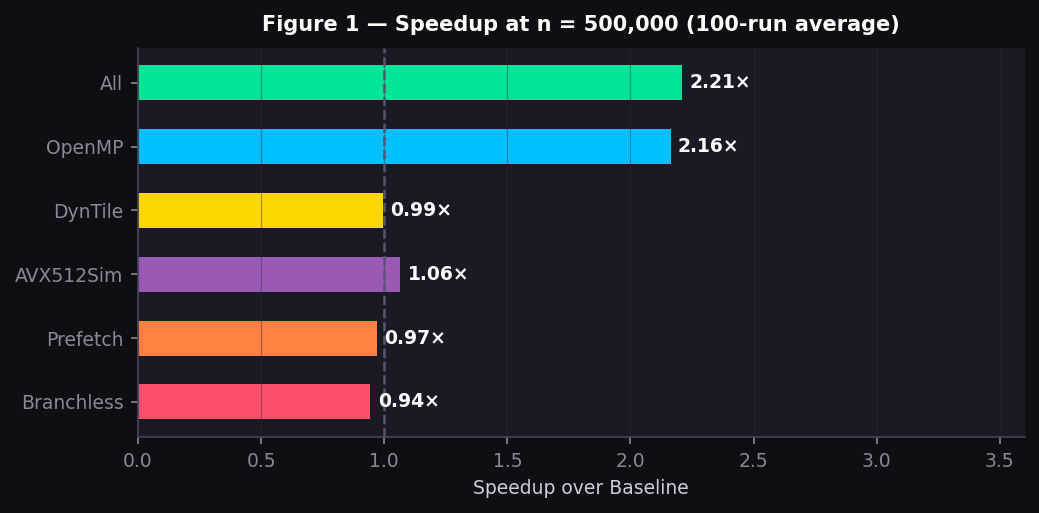 Figure 1 — Speedup at n = 500,000 (100-run average)
All 2.21×
OpenMP 2.16×
DynTile 0.99×
AVX512Sim 1.06×
Prefetch 0.97×
Branchless 0.94×
0.0 0.5 1.0 1.5 2.0 2.5 3.0 3.5
Speedup over Baseline